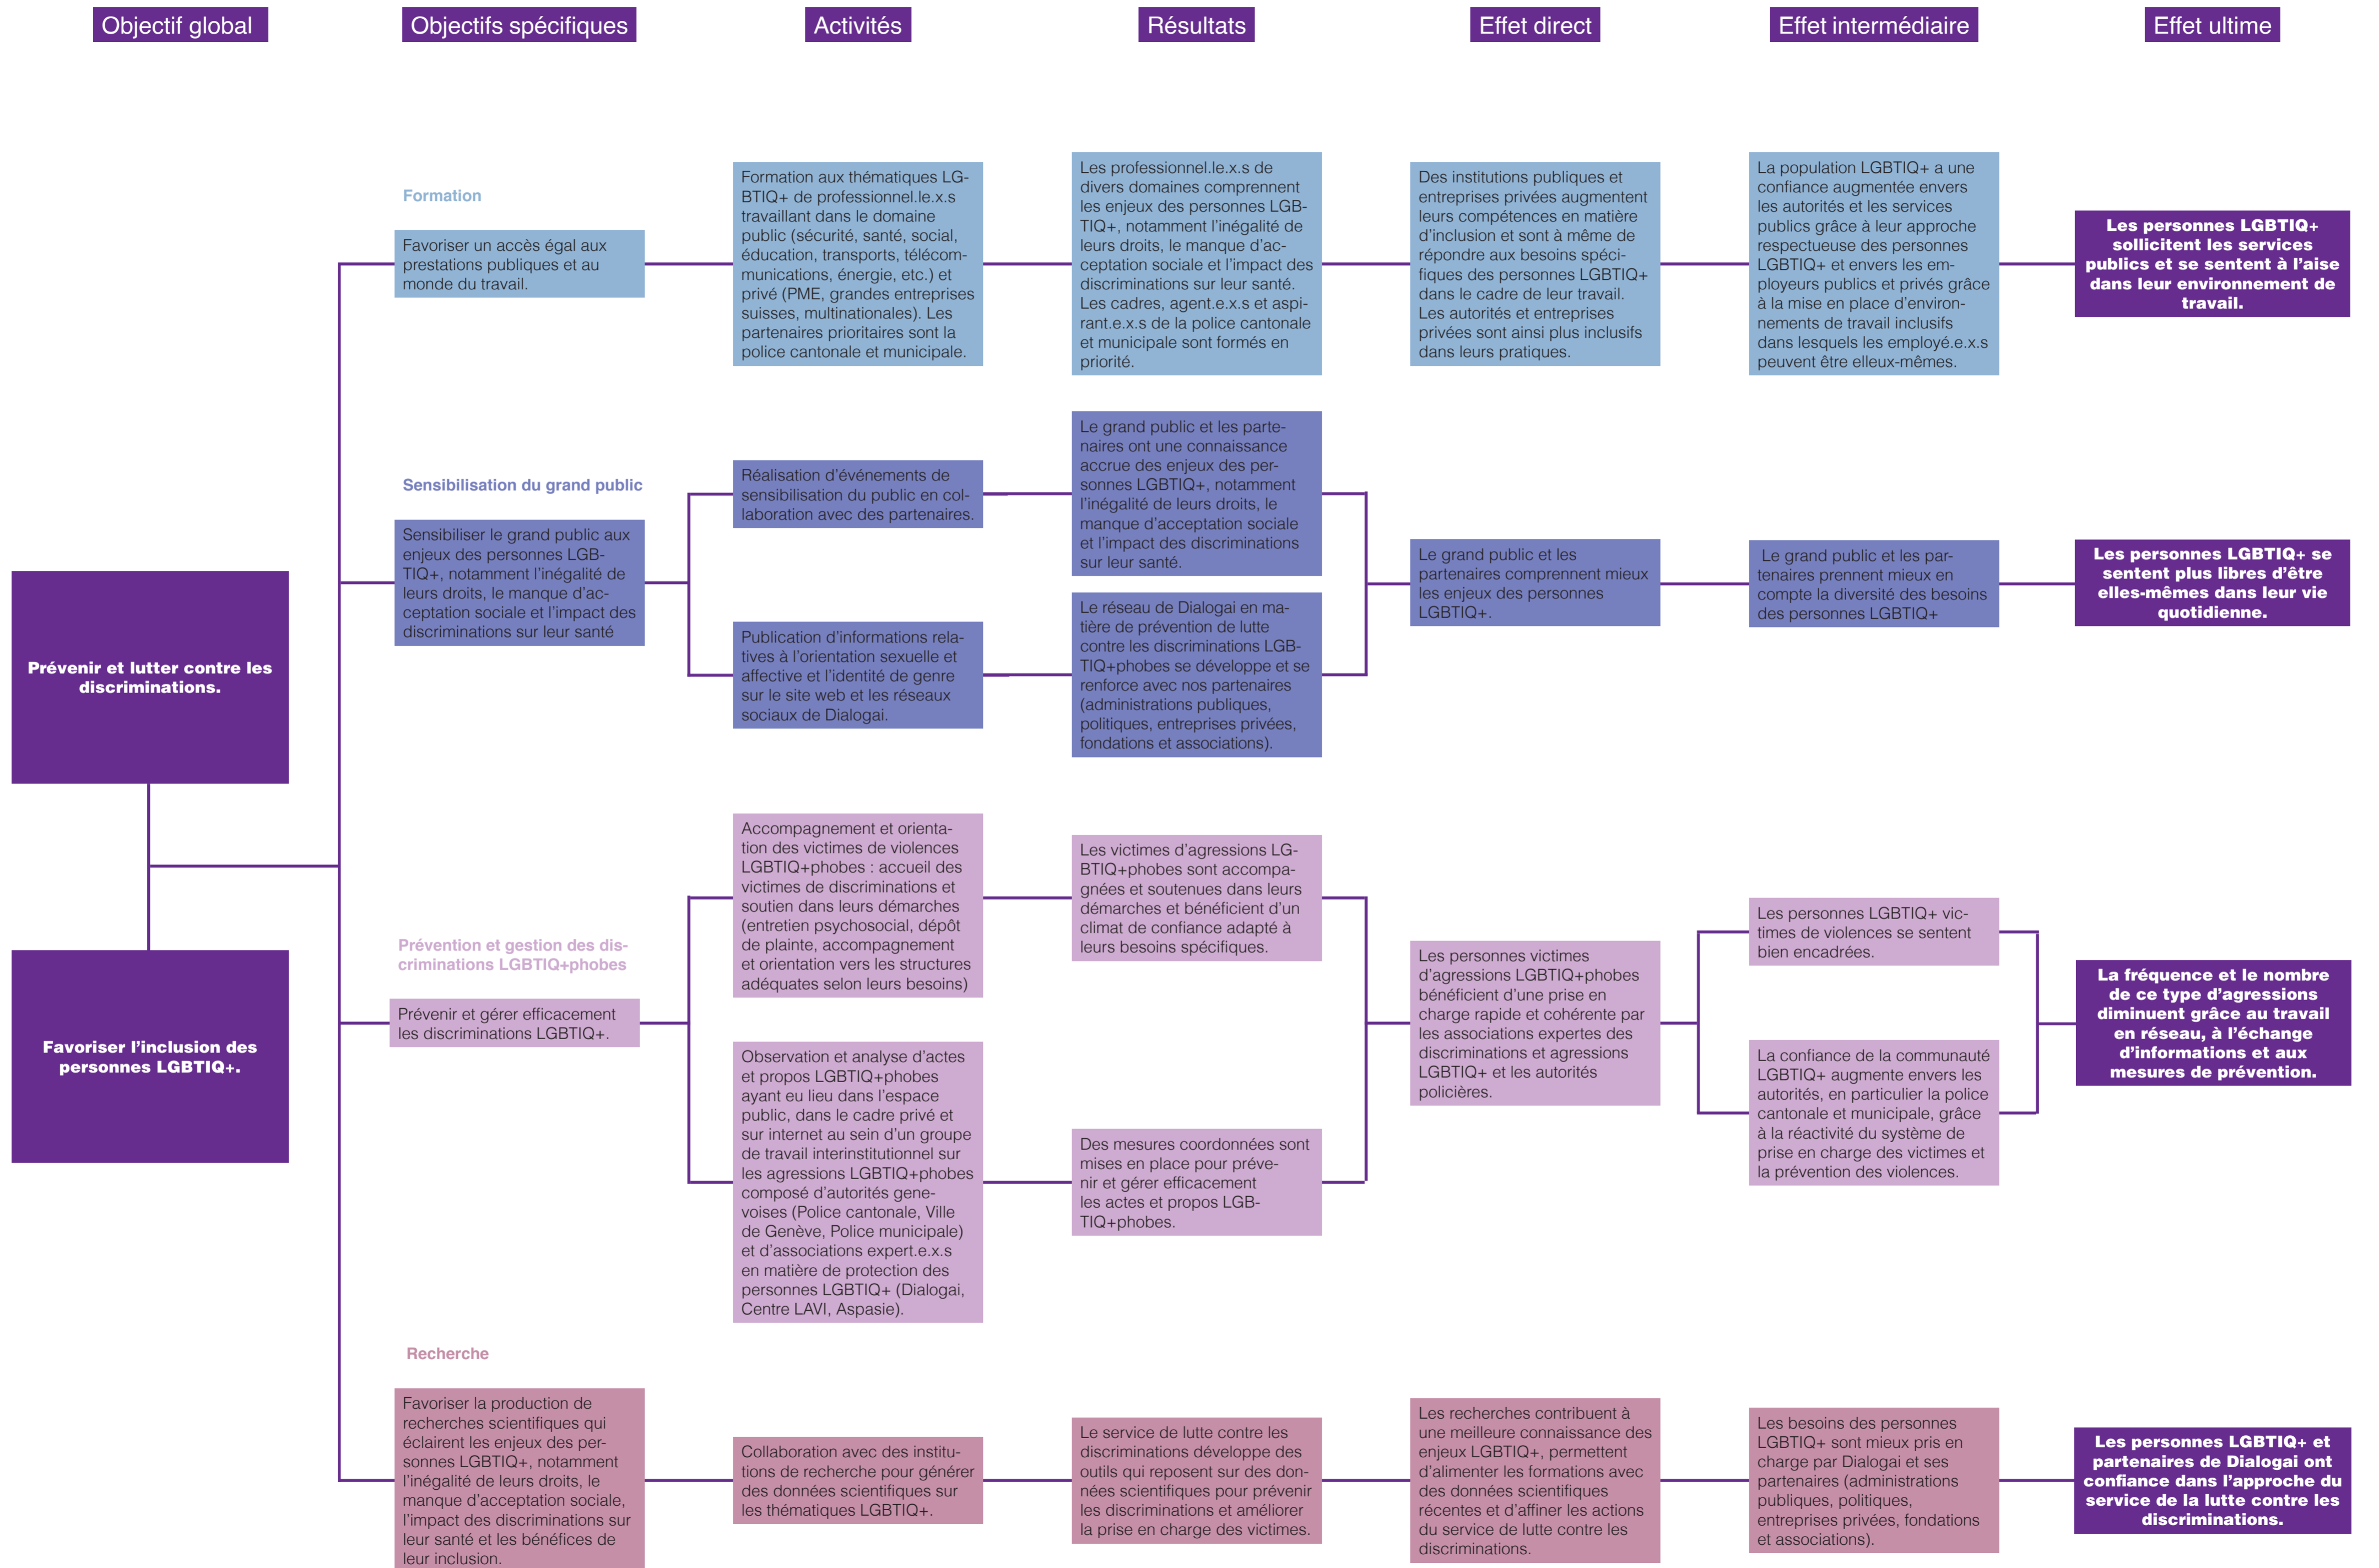 Objectif global
Objectifs spécifiques
Activités
Résultats
Effet direct
Effet intermédiaire
Effet ultime
Prévenir et lutter contre les
discriminations.
Favoriser l'inclusion des
personnes LGBTIQ+.
Formation
Favoriser un accès égal aux
prestations publiques et au
monde du travail.
Formation aux thématiques LG-
BTIQ+ de professionnel.le.x.s
travaillant dans le domaine
public (sécurité, santé, social,
éducation, transports, télécom-
munications, énergie, etc.) et
privé (PME, grandes entreprises
suisses, multinationales). Les
partenaires prioritaires sont la
police cantonale et municipale.
Les professionnel.le.x.s de
divers domaines comprennent
les enjeux des personnes LGB-
TIQ+, notamment l'inégalité de
leurs droits, le manque d'ac-
ceptation sociale et l'impact des
discriminations sur leur santé.
Les cadres, agent.e.x.s et aspi-
rant.e.x.s de la police cantonale
et municipale sont formés en
priorité.
Des institutions publiques et
entreprises privées augmentent
leurs compétences en matière
d'inclusion et sont à même de
répondre aux besoins spéci-
fiques des personnes LGBTIQ+
dans le cadre de leur travail.
Les autorités et entreprises
privées sont ainsi plus inclusifs
dans leurs pratiques.
La population LGBTIQ+ a une
confiance augmentée envers
les autorités et les services
publics grâce à leur approche
respectueuse des personnes
LGBTIQ+ et envers les em-
ployeurs publics et privés grâce
à la mise en place d'environ-
nements de travail inclusifs
dans lesquels les employé.e.x.s
peuvent être elleux-mêmes.
Les personnes LGBTIQ+
sollicitent les services
publics et se sentent à l'aise
dans leur environnement de
travail.
Sensibilisation du grand public
Sensibiliser le grand public aux
enjeux des personnes LGB-
TIQ+, notamment l'inégalité de
leurs droits, le manque d'ac-
ceptation sociale et l'impact des
discriminations sur leur santé
Réalisation d'événements de
sensibilisation du public en col-
laboration avec des partenaires.
Publication d'informations rela-
tives à l'orientation sexuelle et
affective et l'identité de genre
sur le site web et les réseaux
sociaux de Dialogai.
Le grand public et les parte-
naires ont une connaissance
accrue des enjeux des per-
sonnes LGBTIQ+, notamment
l'inégalité de leurs droits, le
manque d'acceptation sociale
et l'impact des discriminations
sur leur santé.
Le réseau de Dialogai en ma-
tière de prévention de lutte
contre les discriminations LGB-
TIQ+phobes se développe et se
renforce avec nos partenaires
(administrations publiques,
politiques, entreprises privées,
fondations et associations).
Le grand public et les
partenaires comprennent mieux
les enjeux des personnes
LGBTIQ+.
Le grand public et les par-
tenaires prennent mieux en
compte la diversité des besoins
des personnes LGBTIQ+
Les personnes LGBTIQ+ se
sentent plus libres d'être
elles-mêmes dans leur vie
quotidienne.
Prévention et gestion des dis-
criminations LGBTIQ+phobes
Prévenir et gérer efficacement
les discriminations LGBTIQ+.
Accompagnement et orienta-
tion des victimes de violences
LGBTIQ+phobes : accueil des
victimes de discriminations et
soutien dans leurs démarches
(entretien psychosocial, dépôt
de plainte, accompagnement
et orientation vers les structures
adéquates selon leurs besoins)
Observation et analyse d'actes
et propos LGBTIQ+phobes
ayant eu lieu dans l'espace
public, dans le cadre privé et
sur internet au sein d'un groupe
de travail interinstitutionnel sur
les agressions LGBTIQ+phobes
composé d'autorités gene-
voises (Police cantonale, Ville
de Genève, Police municipale)
et d'associations expert.e.x.s
en matière de protection des
personnes LGBTIQ+ (Dialogai,
Centre LAVI, Aspasie).
Les victimes d'agressions LG-
BTIQ+phobes sont accompa-
gnées et soutenues dans leurs
démarches et bénéficient d'un
climat de confiance adapté à
leurs besoins spécifiques.
Des mesures coordonnées sont
mises en place pour préve-
nir et gérer efficacement
les actes et propos LGB-
TIQ+phobes.
Les personnes victimes
d'agressions LGBTIQ+phobes
bénéficient d'une prise en
charge rapide et cohérente par
les associations expertes des
discriminations et agressions
LGBTIQ+ et les autorités
policières.
Les personnes LGBTIQ+ vic-
times de violences se sentent
bien encadrées.
La confiance de la communauté
LGBTIQ+ augmente envers les
autorités, en particulier la police
cantonale et municipale, grâce
à la réactivité du système de
prise en charge des victimes et
la prévention des violences.
La fréquence et le nombre
de ce type d'agressions
diminuent grâce au travail
en réseau, à l'échange
d'informations et aux
mesures de prévention.
Recherche
Favoriser la production de
recherches scientifiques qui
éclairent les enjeux des per-
sonnes LGBTIQ+, notamment
l'inégalité de leurs droits, le
manque d'acceptation sociale,
l'impact des discriminations sur
leur santé et les bénéfices de
leur inclusion.
Collaboration avec des institu-
tions de recherche pour générer
des données scientifiques sur
les thématiques LGBTIQ+.
Le service de lutte contre les
discriminations développe des
outils qui reposent sur des don-
nées scientifiques pour prévenir
les discriminations et améliorer
la prise en charge des victimes.
Les recherches contribuent à
une meilleure connaissance des
enjeux LGBTIQ+, permettent
d'alimenter les formations avec
des données scientifiques
récentes et d'affiner les actions
du service de lutte contre les
discriminations.
Les besoins des personnes
LGBTIQ+ sont mieux pris en
charge par Dialogai et ses
partenaires (administrations
publiques, politiques,
entreprises privées, fondations
et associations).
Les personnes LGBTIQ+ et
partenaires de Dialogai ont
confiance dans l'approche du
service de la lutte contre les
discriminations.